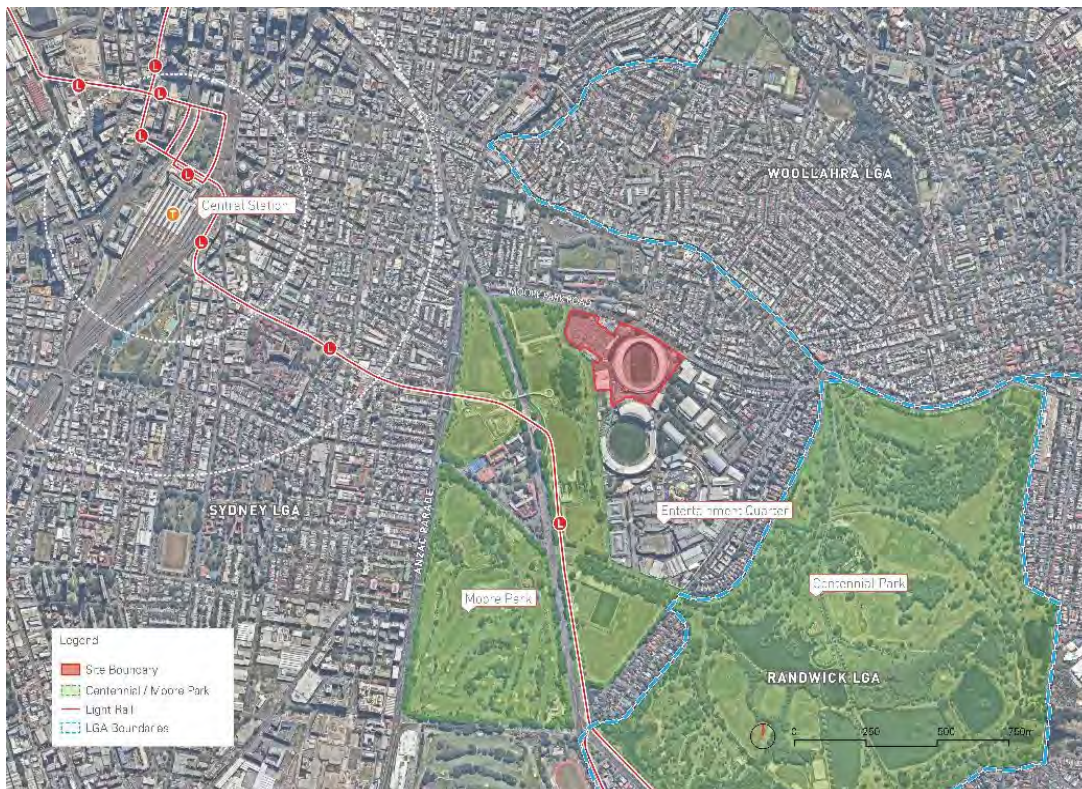 L
L
L
WOOLLAHRA LGA
L
L
Central Station
T
L
MOORE PARK ROAD
L
L
SYDNEY LGA
ANZAC PARADE
Entertainment Quarter
Centennial Park
Moore Park
Legend
Site Boundary
Centennial / Moore Park
Light Rail
LGA Boundaries
RANDWICK LGA
0 250 500 750m